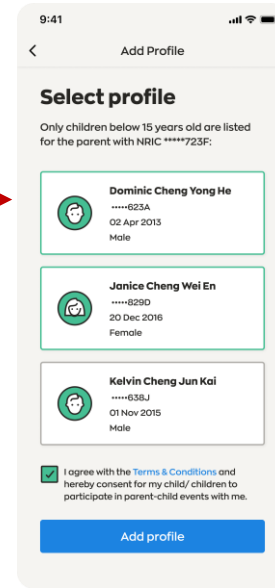 9:41
Add Profile
Select profile
Only children below 15 years old are listed
for the parent with NRIC *****723F:
Dominic Cheng Yong He
•••••623A
02 Apr 2013
Male
Janice Cheng Wei En
•••••829D
20 Dec 2016
Female
Kelvin Cheng Jun Kai
•••••638J
01 Nov 2015
Male
I agree with the Terms & Conditions and
hereby consent for my child/ children to
participate in parent-child events with me.
Add profile